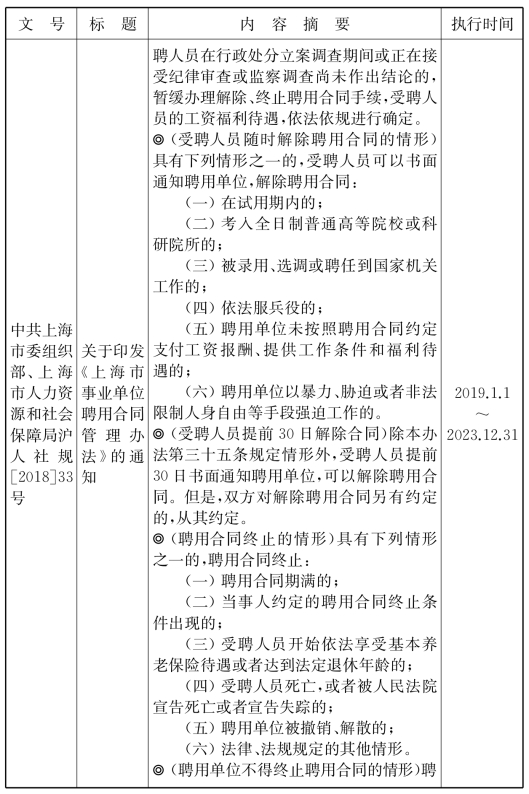 文号 标题 内容摘要 执行时间
中共上海
市委组织
部、上海
市人力资
源和社会
保障局沪
人社规
[2018]33
号
关于印发
《上海市
事业单位
聘用合同
管理办
法》的通
知
聘人员在行政处分立案调查期间或正在接
受纪律审查或监察调查尚未作出结论的,
暂缓办理解除、终止聘用合同手续,受聘人
员的工资福利待遇,依法依规进行确定。
◎(受聘人员随时解除聘用合同的情形)
具有下列情形之一的,受聘人员可以书面
通知聘用单位,解除聘用合同:
(一)在试用期内的;
(二)考入全日制普通高等院校或科
研院所的;
(三)被录用、选调或聘任到国家机关
工作的;
(四)依法服兵役的;
(五)聘用单位未按照聘用合同约定
支付工资报酬、提供工作条件和福利待
遇的;
(六)聘用单位以暴力、胁迫或者非法
限制人身自由等手段强迫工作的。
◎(受聘人员提前30日解除合同)除本办
法第三十五条规定情形外,受聘人员提前
30日书面通知聘用单位,可以解除聘用合
同。但是,双方对解除聘用合同另有约定
的,从其约定。
◎(聘用合同终止的情形)具有下列情形
之一的,聘用合同终止:
(一)聘用合同期满的;
(二)当事人约定的聘用合同终止条
件出现的;
(三)受聘人员开始依法享受基本养
老保险待遇或者达到法定退休年龄的;
(四)受聘人员死亡,或者被人民法院
宣告死亡或者宣告失踪的;
(五)聘用单位被撤销、解散的;
(六)法律、法规规定的其他情形。
◎(聘用单位不得终止聘用合同的情形)聘
2019.1.1
~
2023.12.31